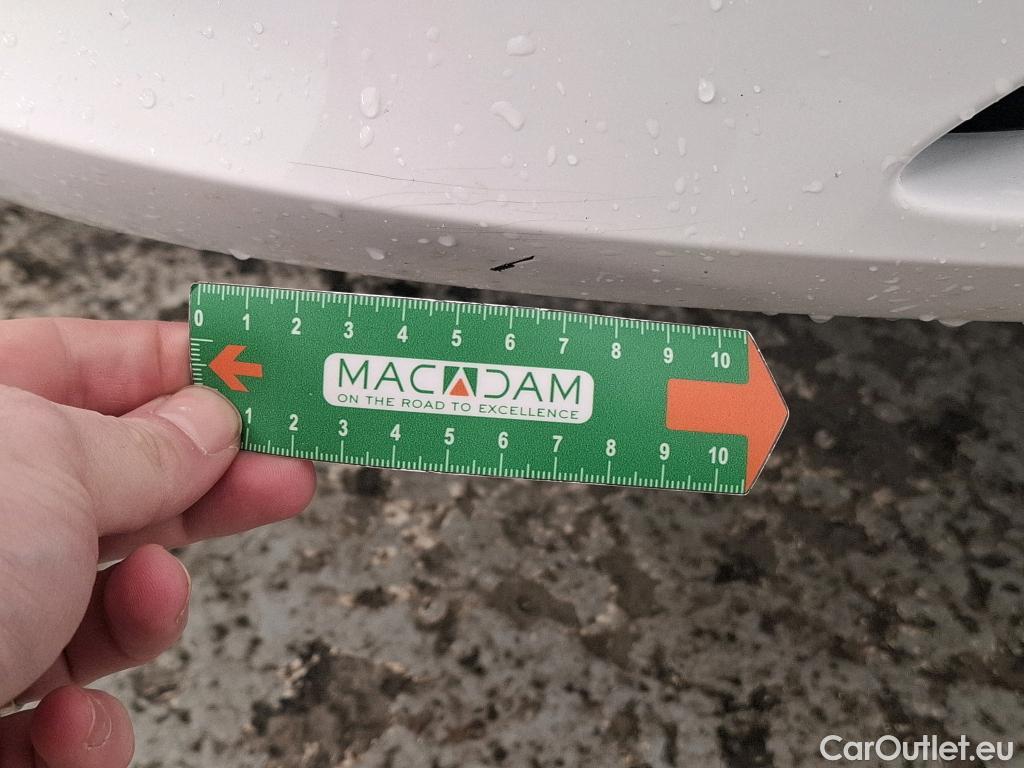 0 1 2 3 4 5 6 7 8 9 10
MACADAM
ON THE ROAD TO EXCELLENCE
1 2 3 4 5 6 7 8 9 10
CarOutlet.eu